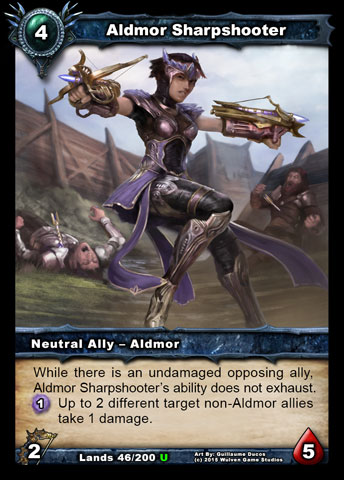 4
Aldmor Sharpshooter
Neutral Ally – Aldmor
While there is an undamaged opposing ally,
Aldmor Sharpshooter's ability does not exhaust.
1 Up to 2 different target non-Aldmor allies
take 1 damage.
2
Lands 46/200 U
Art By: Guillaume Ducos
(c) 2015 Wulven Game Studios
5